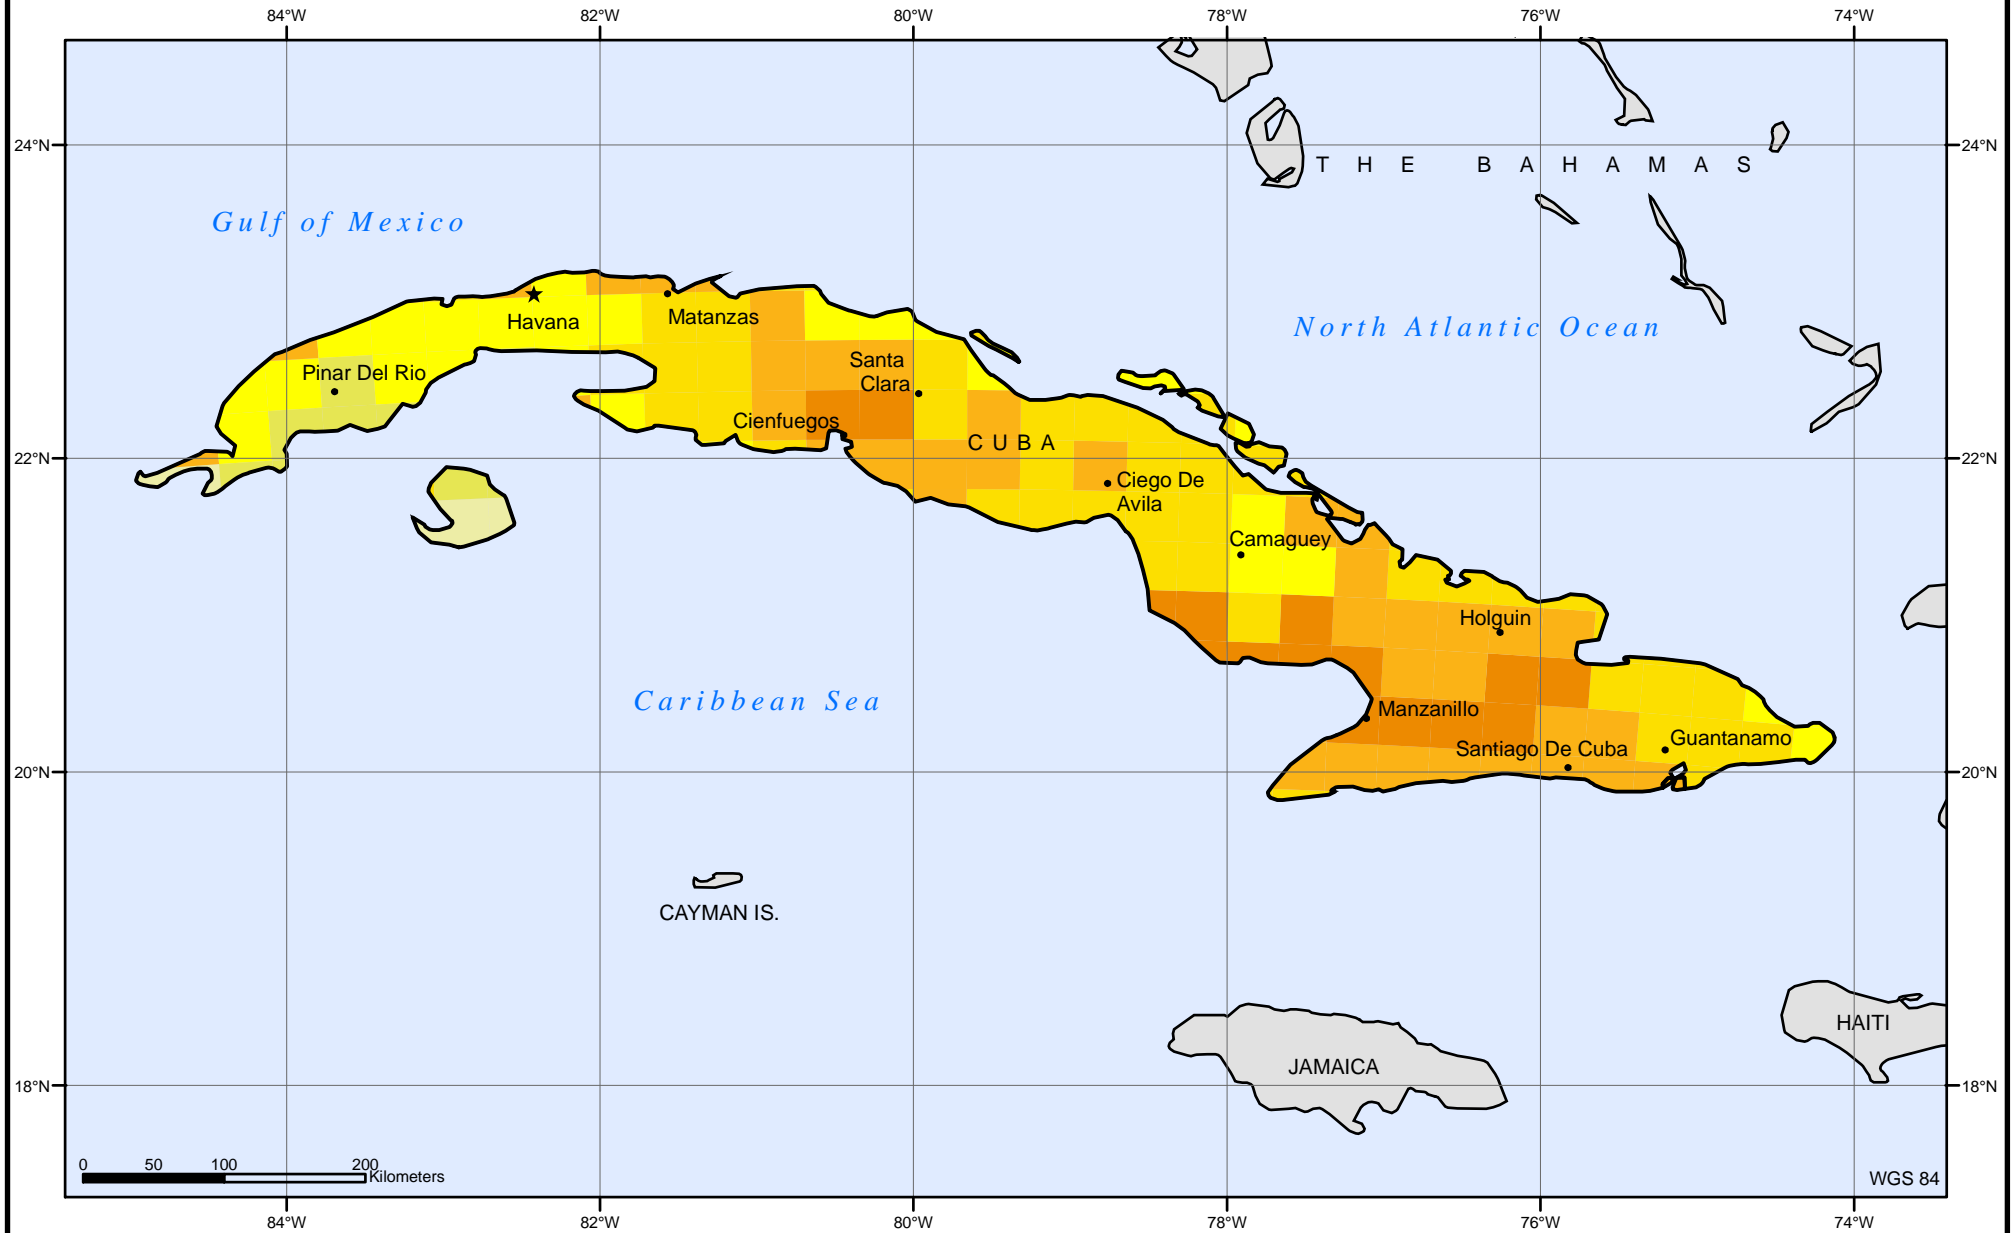 84°W 82°W 80°W 78°W 76°W 74°W
24°N 24°N
THE BAHAMAS
Gulf of Mexico
North Atlantic Ocean
Havana
Matanzas
Santa
Clara
Pinar Del Rio
Cienfuegos
CUBA
22°N 22°N
Ciego De
Avila
Camaguey
Holguin
Caribbean Sea
Manzanillo
Guantanamo
Santiago De Cuba
20°N 20°N
CAYMAN IS.
HAITI
JAMAICA
18°N 18°N
0 50 100 200
Kilometers
WGS 84
84°W 82°W 80°W 78°W 76°W 74°W